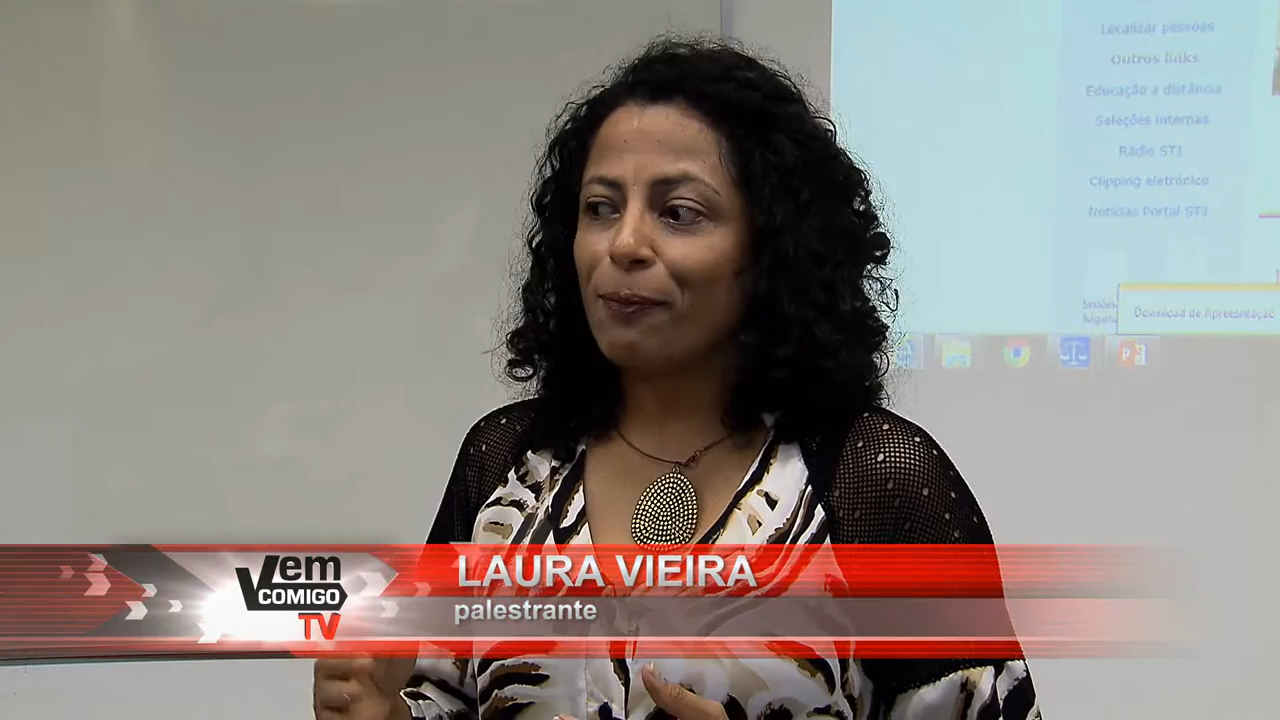 Localizar pessoas
Outros links
Educação a distância
Seleções internas
Rádio STJ
Clipping eletrônico
Notícias Portal STJ
Sessões
Download de Apresentação
Vem
COMIGO
TV
LAURA VIEIRA
palestrante